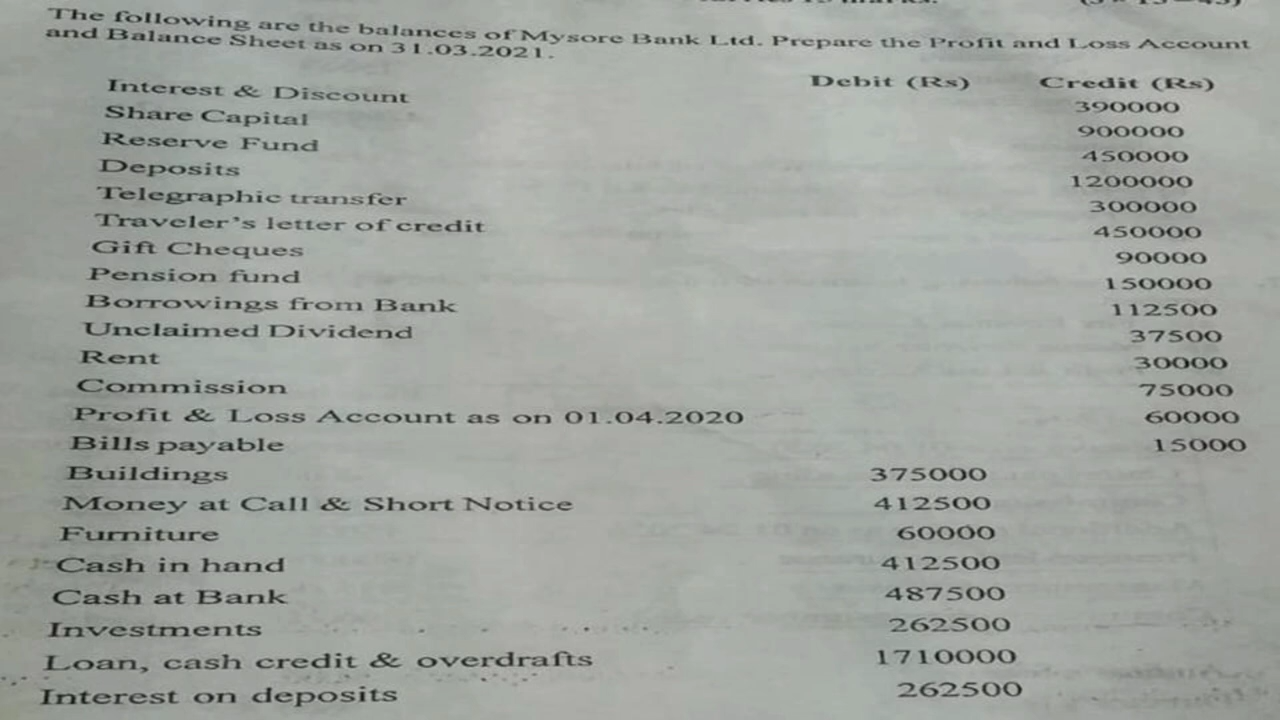 The following are the balances of Mysore Bank Ltd. Prepare the Profit and Loss Account
and Balance Sheet as on 31.03.2021.
Debit (Rs) Credit (Rs)
Interest & Discount 390000
Share Capital 900000
Reserve Fund 450000
Deposits 1200000
Telegraphic transfer 300000
Traveler's letter of credit 450000
Gift Cheques 90000
Pension fund 150000
Borrowings from Bank 112500
Unclaimed Dividend 37500
Rent 30000
Commission 75000
Profit & Loss Account as on 01.04.2020 60000
Bills payable 15000
Buildings 375000
Money at Call & Short Notice 412500
Furniture 60000
Cash in hand 412500
Cash at Bank 487500
Investments 262500
Loan, cash credit & overdrafts 1710000
Interest on deposits 262500